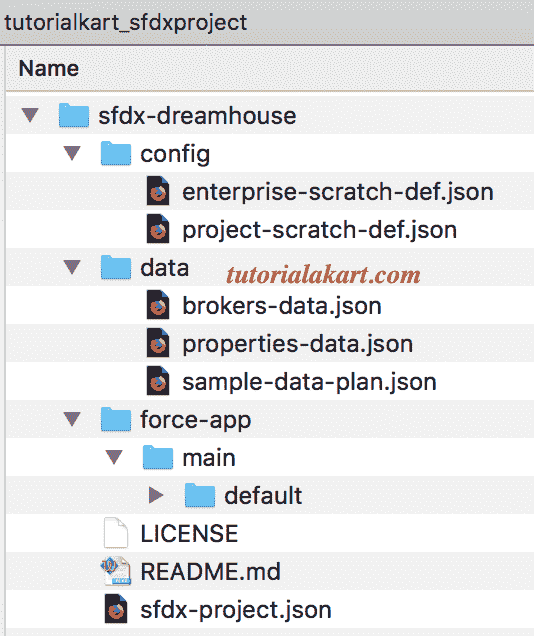 tutorialkart_sfdxproject
Name
sfdx-dreamhouse
config
enterprise-scratch-def.json
project-scratch-def.json
data
tutorialakart.com
brokers-data.json
properties-data.json
sample-data-plan.json
force-app
main
default
LICENSE
README.md
sfdx-project.json